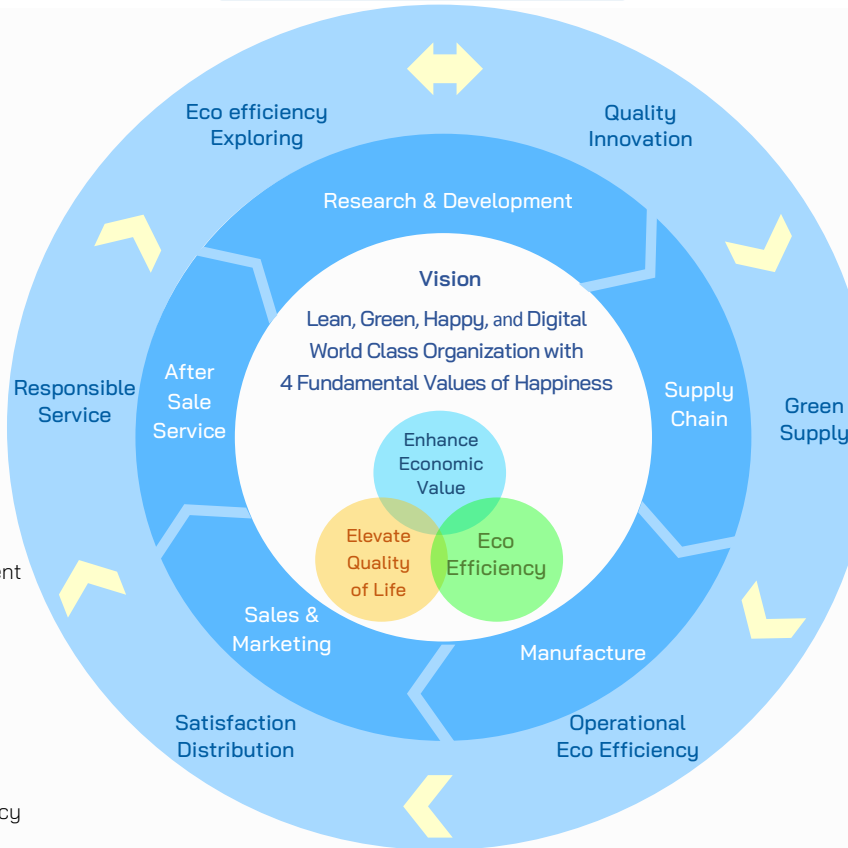 Eco efficiency
Exploring
Quality
Innovation
Research & Development
Vision
Lean, Green, Happy, and Digital
World Class Organization with
4 Fundamental Values of Happiness
After
Sale
Service
Responsible
Service
Supply
Chain
Green
Supply
Enhance
Economic
Value
Elevate
Quality
of Life
Eco
Efficiency
ent
Sales &
Marketing
Manufacture
Satisfaction
Distribution
Operational
Eco Efficiency
cy